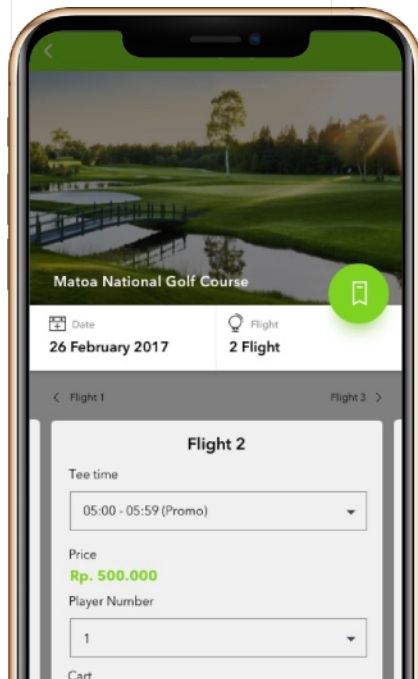 Matoa National Golf Course
Date
26 February 2017
Flight
2 Flight
Flight 1
Flight 3
Flight 2
Tee time
05:00 - 05:59 (Promo)
Price
Rp. 500.000
Player Number
1
Cart